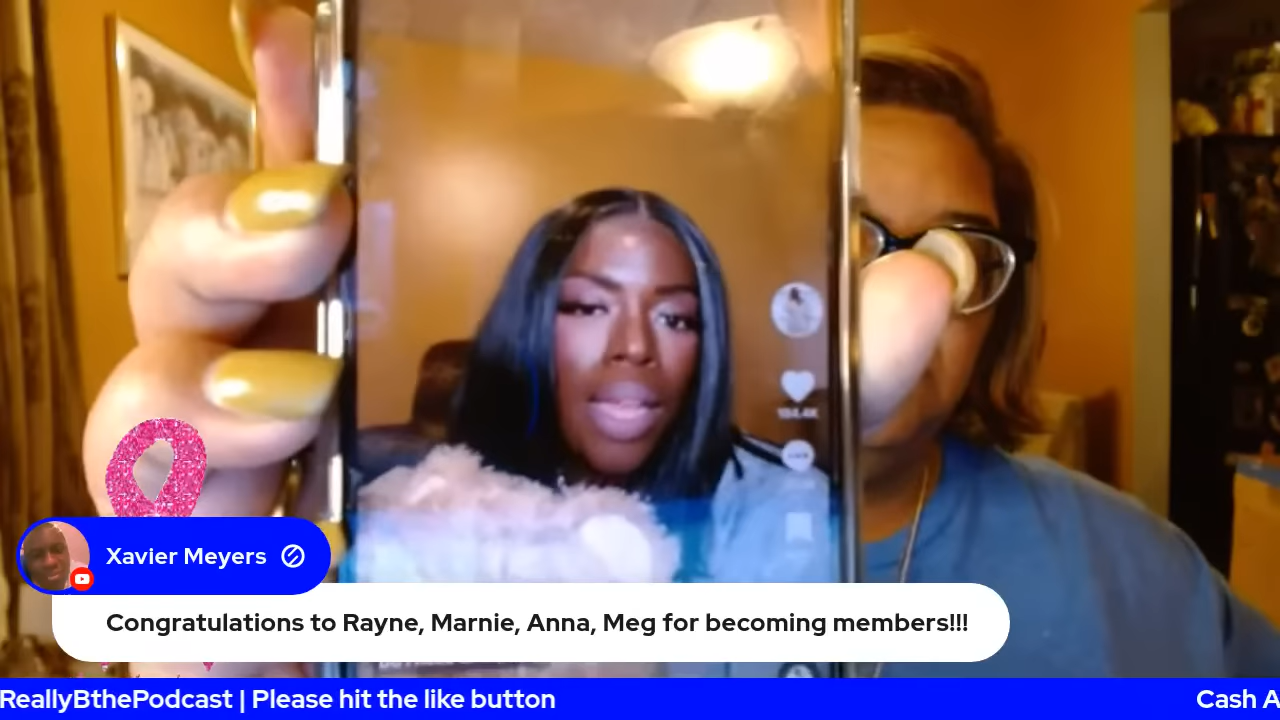 Xavier Meyers
Congratulations to Rayne, Marnie, Anna, Meg for becoming members!!!
ReallyBthePodcast | Please hit the like button
Cash A